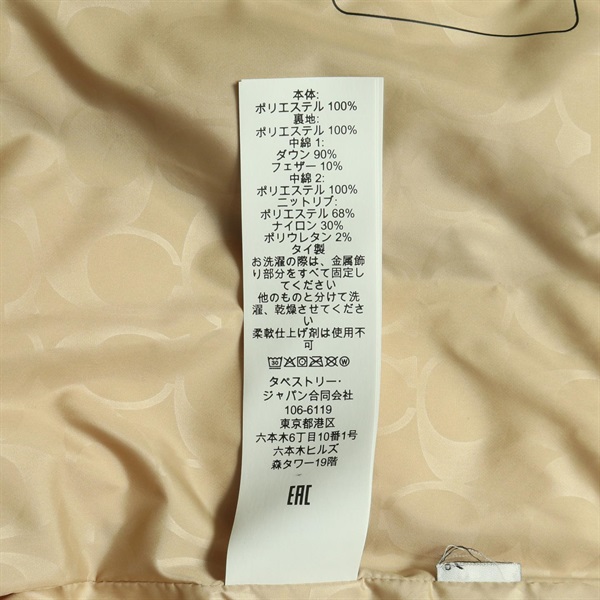 本体:
ポリエステル 100%
裏地:
ポリエステル 100%
中綿 1:
ダウン 90%
フェザー 10%
中綿 2:
ポリエステル 100%
ニットリブ:
ポリエステル 68%
ナイロン 30%
ポリウレタン 2%
タイ製
お洗濯の際は、金属飾
り部分をすべて固定し
てください
他のものと分けて洗
濯、乾燥させてくださ
い
柔軟仕上げ剤は使用不
可
30 W
タペストリー・
ジャパン合同会社
106-6119
東京都港区
六本木6丁目10番1号
六本木ヒルズ
森タワー19階
EAC